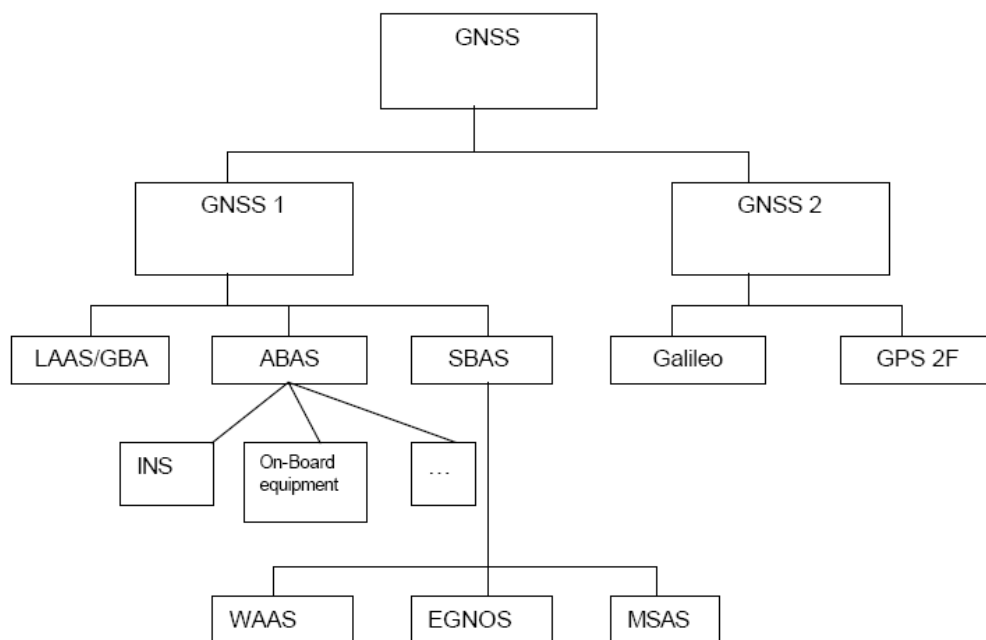 GNSS
GNSS 1
GNSS 2
LAAS/GBA
ABAS
SBAS
Galileo
GPS 2F
INS
On-Board
equipment
...
WAAS
EGNOS
MSAS